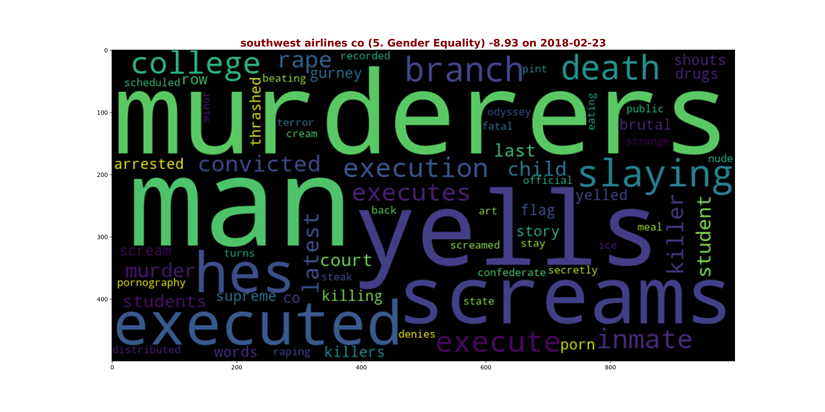 southwest airlines co (5. Gender Equality) -8.93 on 2018-02-23
0
100
200
300
400
0
200
400
600
800
college rape recorded branch pint death shouts
scheduled row beating gurney drugs
murderers
minor thrashed terror cream odyssey fatal eating public brutal strange
arrested convicted execution last child slaying nude
man executes official yelled
back yells art flag killer student
scream turns latest court screamed stay story ice meal
murder hes steak confederate secretly
pornography students supreme co killing screams state
executed denies execute porn inmate
distributed words raping killers